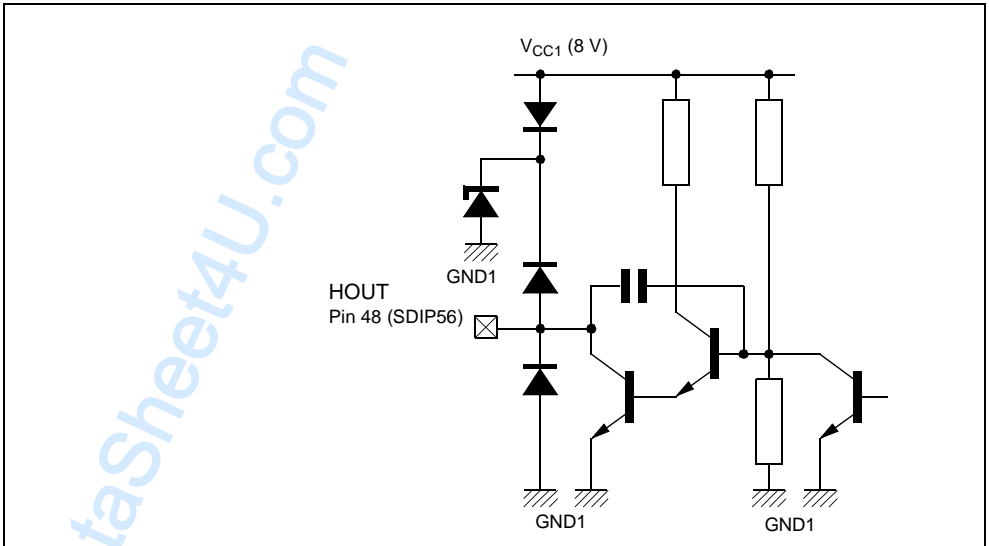 VCC1 (8 V)
GND1
HOUT
Pin 48 (SDIP56)
GND1
GND1
taSheet4U.com